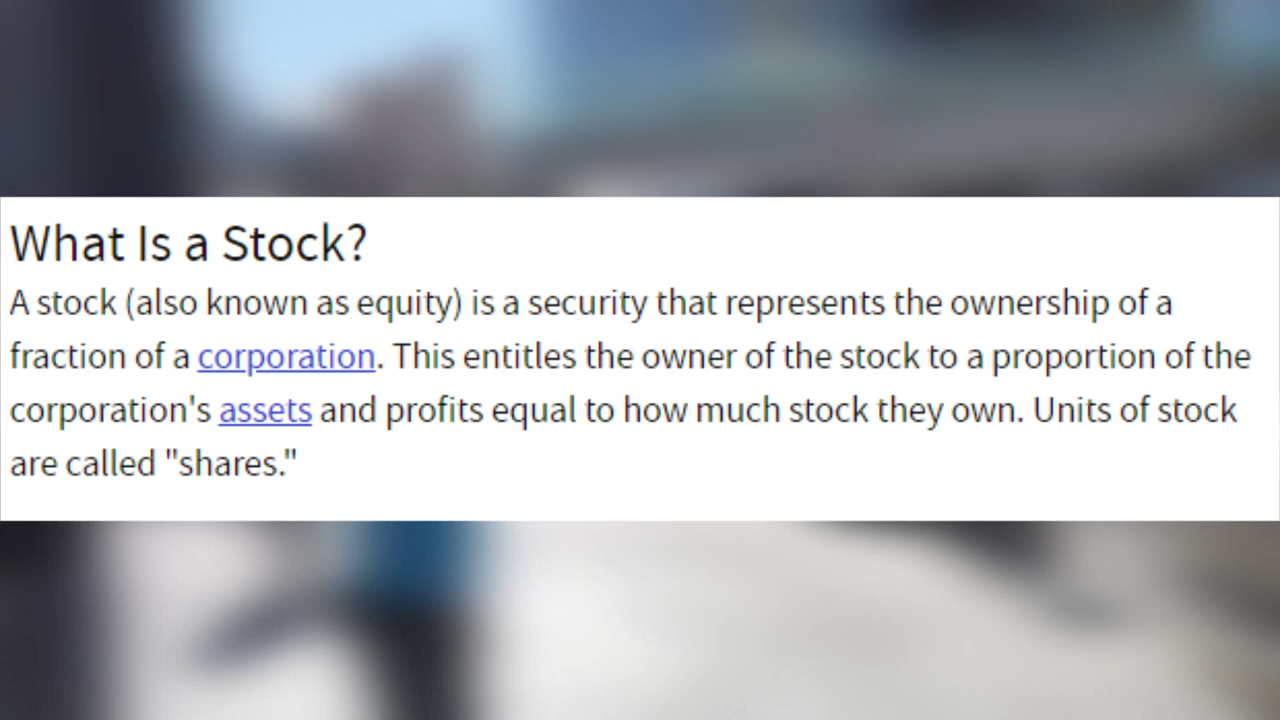 What Is a Stock?
A stock (also known as equity) is a security that represents the ownership of a
fraction of a corporation. This entitles the owner of the stock to a proportion of the
corporation's assets and profits equal to how much stock they own. Units of stock
are called "shares."